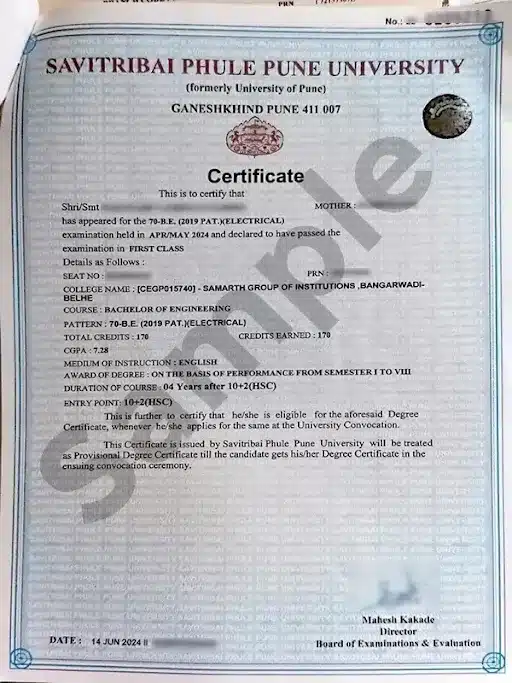 PRN
No.:
SAVITRIBAI PHULE PUNE UNIVERSITY
(formerly University of Pune)
GANESHKHIND PUNE 411 007
Certificate
This is to certify that
Shri/Smt MOTHER :
has appeared for the 70-B.E. (2019 PAT.)(ELECTRICAL)
examination held in APR/MAY 2024 and declared to have passed the
examination in FIRST CLASS
Details as Follows :
SEAT NO : PRN :
COLLEGE NAME : [CEGP015740] - SAMARTH GROUP OF INSTITUTIONS ,BANGARWADI-
BELHE
COURSE : BACHELOR OF ENGINEERING
PATTERN : 70-B.E. (2019 PAT.)(ELECTRICAL)
TOTAL CREDITS : 170 CREDITS EARNED : 170
CGPA : 7.28
MEDIUM OF INSTRUCTION : ENGLISH
AWARD OF DEGREE : ON THE BASIS OF PERFORMANCE FROM SEMESTER I TO VIII
DURATION OF COURSE : 04 Years after 10+2(HSC)
ENTRY POINT: 10+2(HSC)
This is further to certify that he/she is eligible for the aforesaid Degree
Certificate, whenever he/she applies for the same at the University Convocation.
This Certificate is issued by Savitribai Phule Pune University will be treated
as Provisional Degree Certificate till the candidate gets his/her Degree Certificate in the
ensuing convocation ceremony.
Sample
Mahesh Kakade
Director
Board of Examinations & Evaluation
DATE : 14 JUN 2024 ||